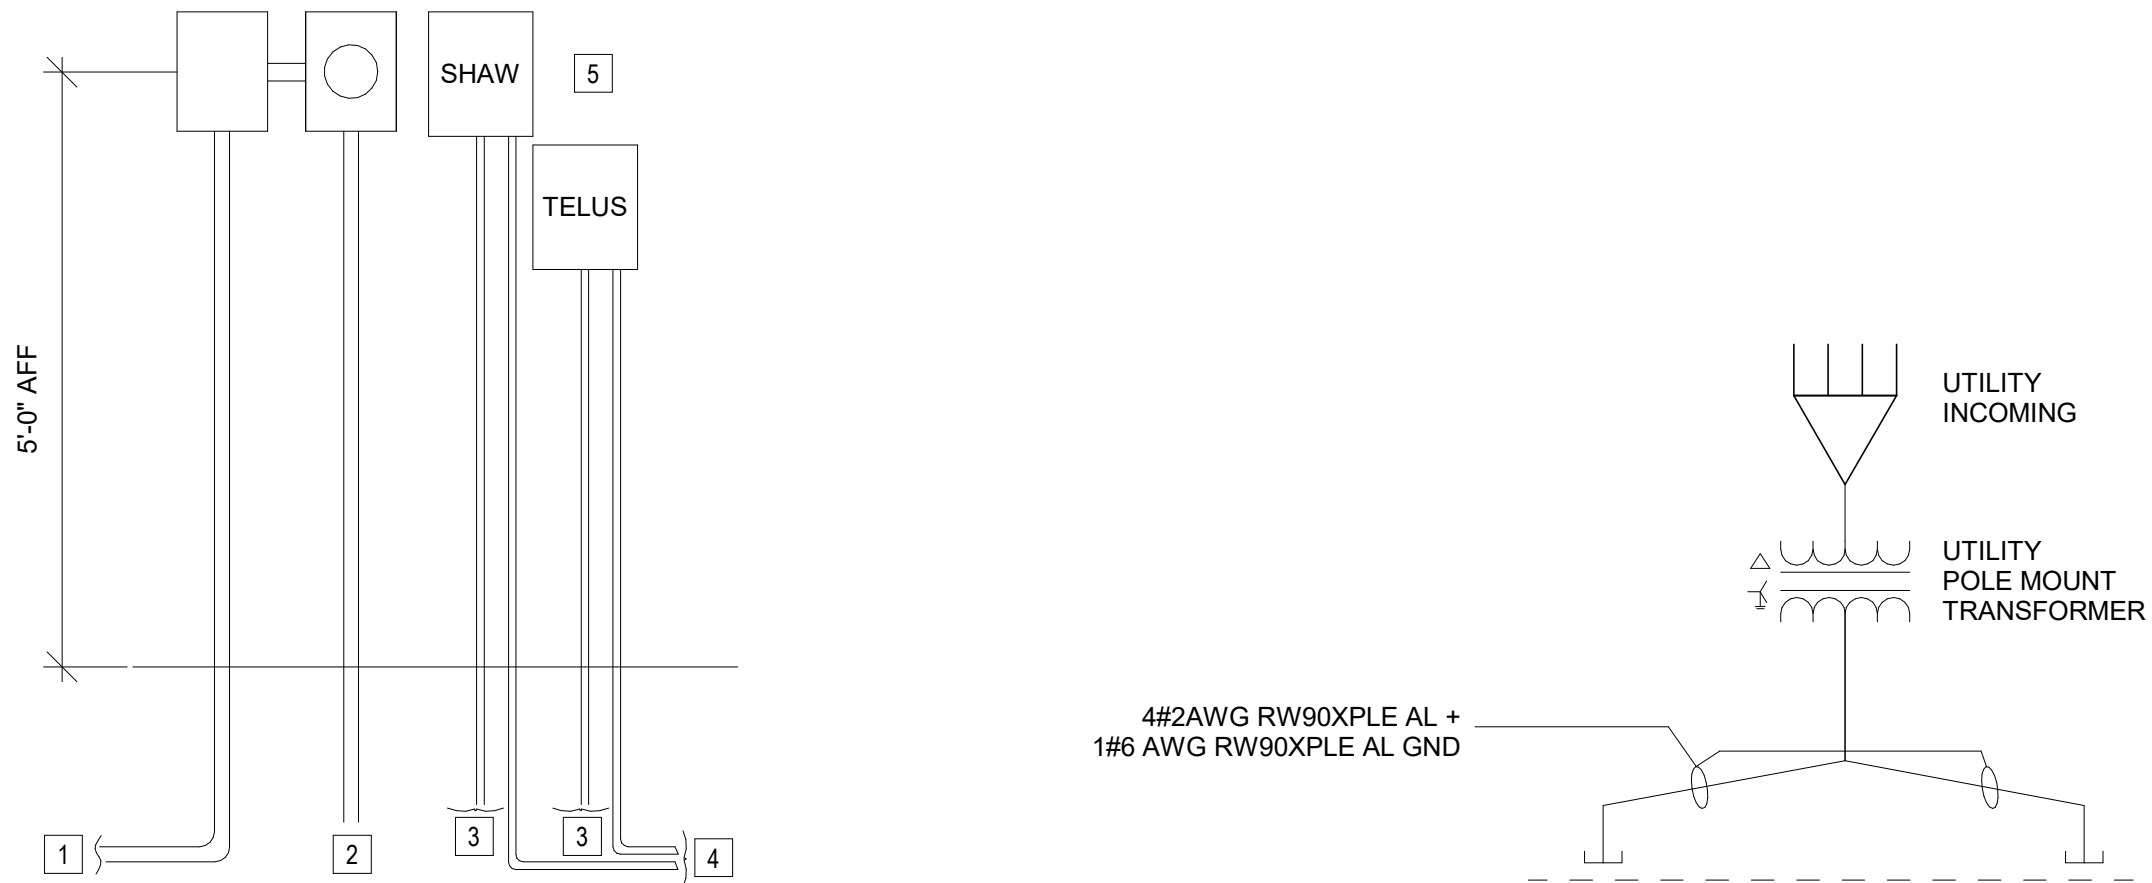 SHAW
5
TELUS
5'-0" AFF
1
2
3
3
4
UTILITY
INCOMING
UTILITY
POLE MOUNT
TRANSFORMER
4#2AWG RW90XPLE AL +
1#6 AWG RW90XPLE AL GND